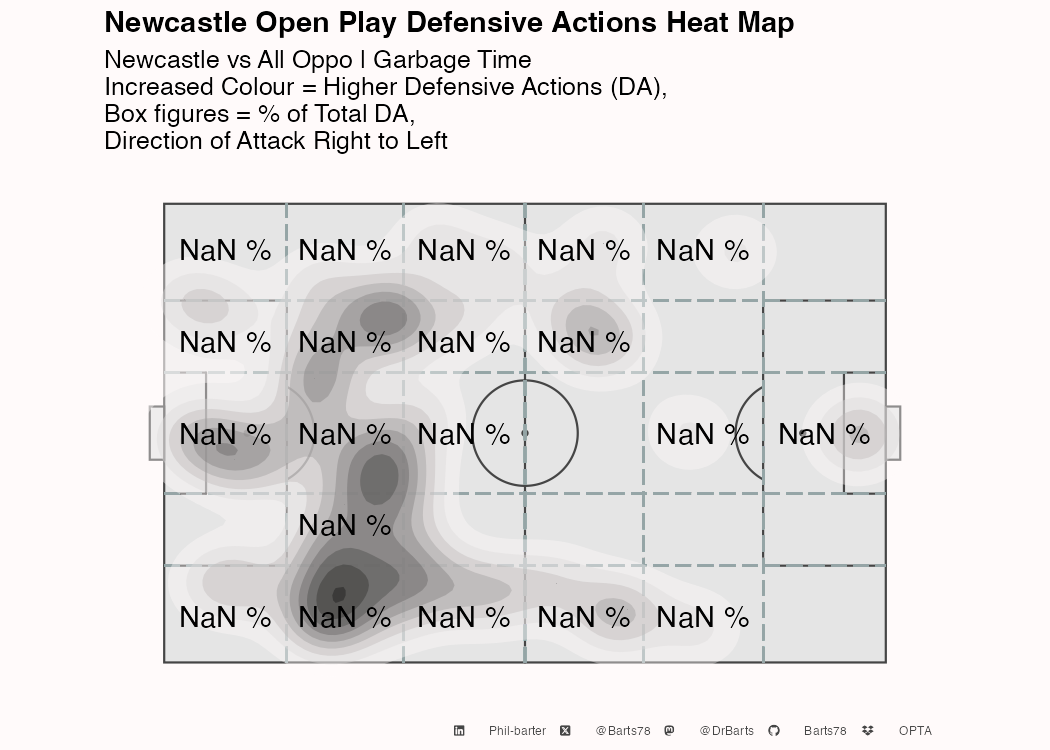 Newcastle Open Play Defensive Actions Heat Map
Newcastle vs All Oppo | Garbage Time
Increased Colour = Higher Defensive Actions (DA),
Box figures = % of Total DA,
Direction of Attack Right to Left
NaN % NaN % NaN % NaN % NaN %
NaN % NaN % NaN % NaN %
NaN % NaN % NaN % NaN % NaN %
NaN %
NaN % NaN % NaN % NaN % NaN %
Phil-barter @Barts78 @DrBarts Barts78 OPTA